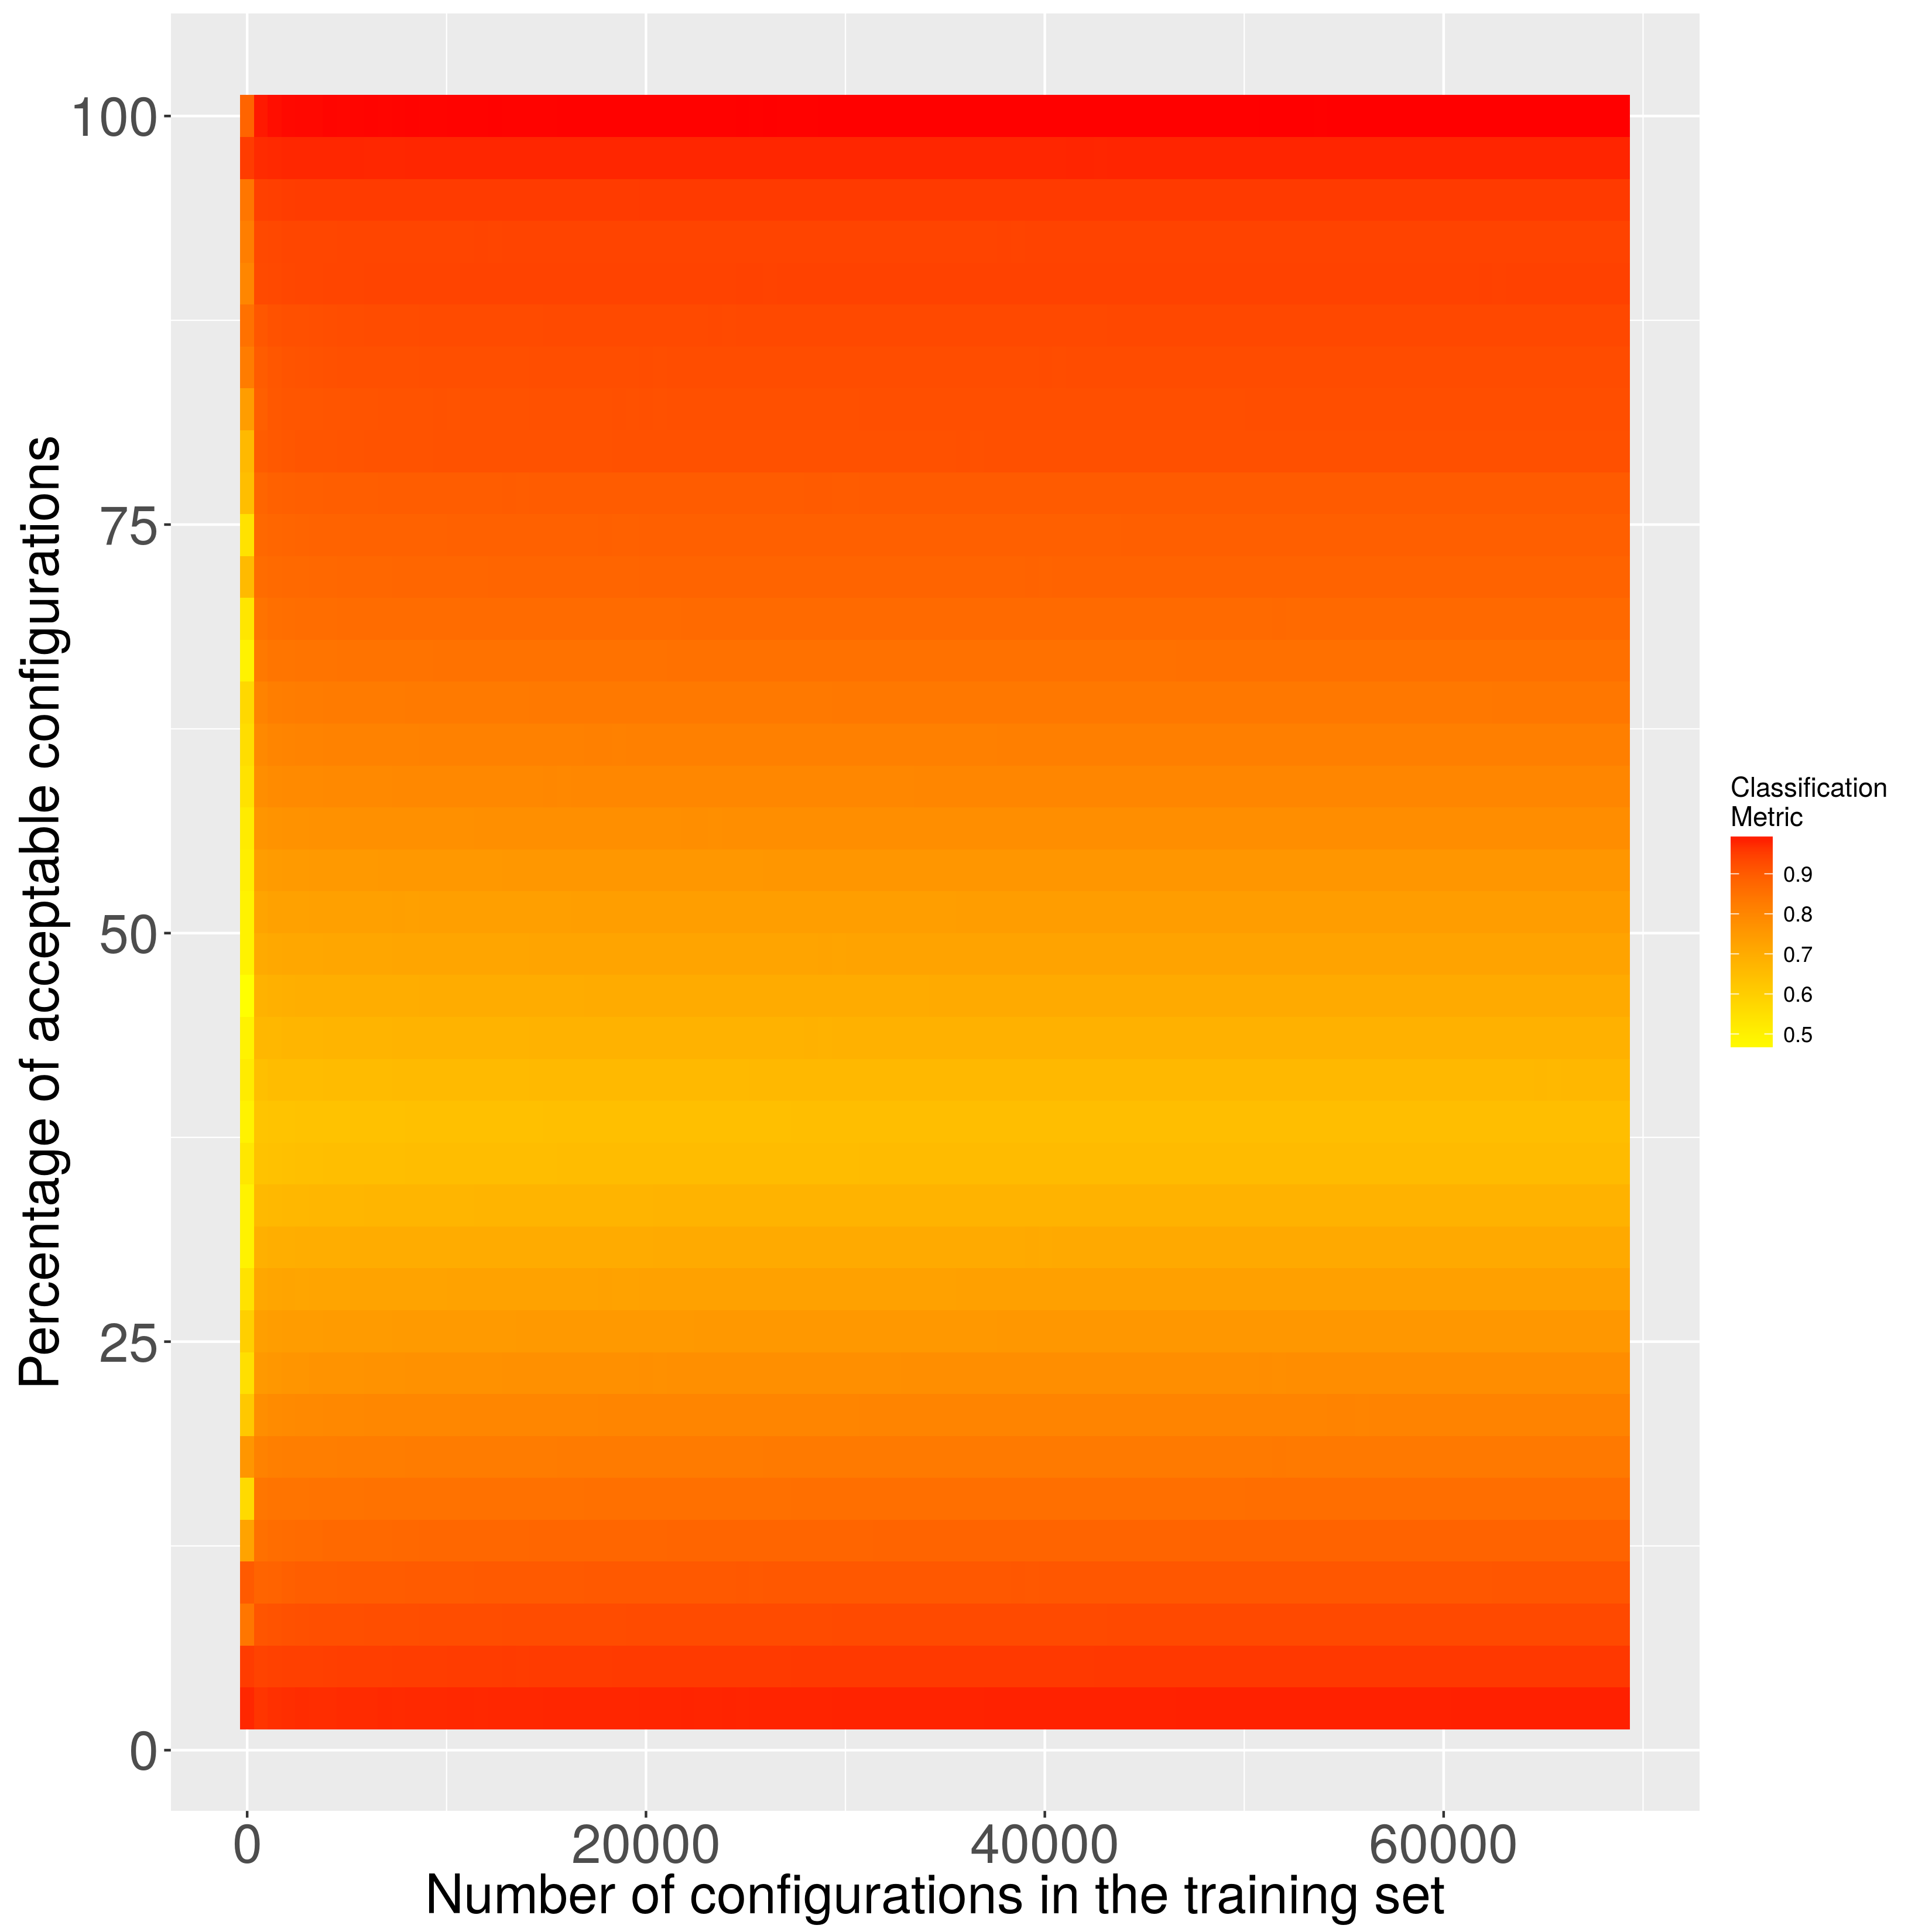 Percentage of acceptable configurations
100
75
50
25
0
0 20000 40000 60000
Number of configurations in the training set
Classification
Metric
0.9
0.8
0.7
0.6
0.5